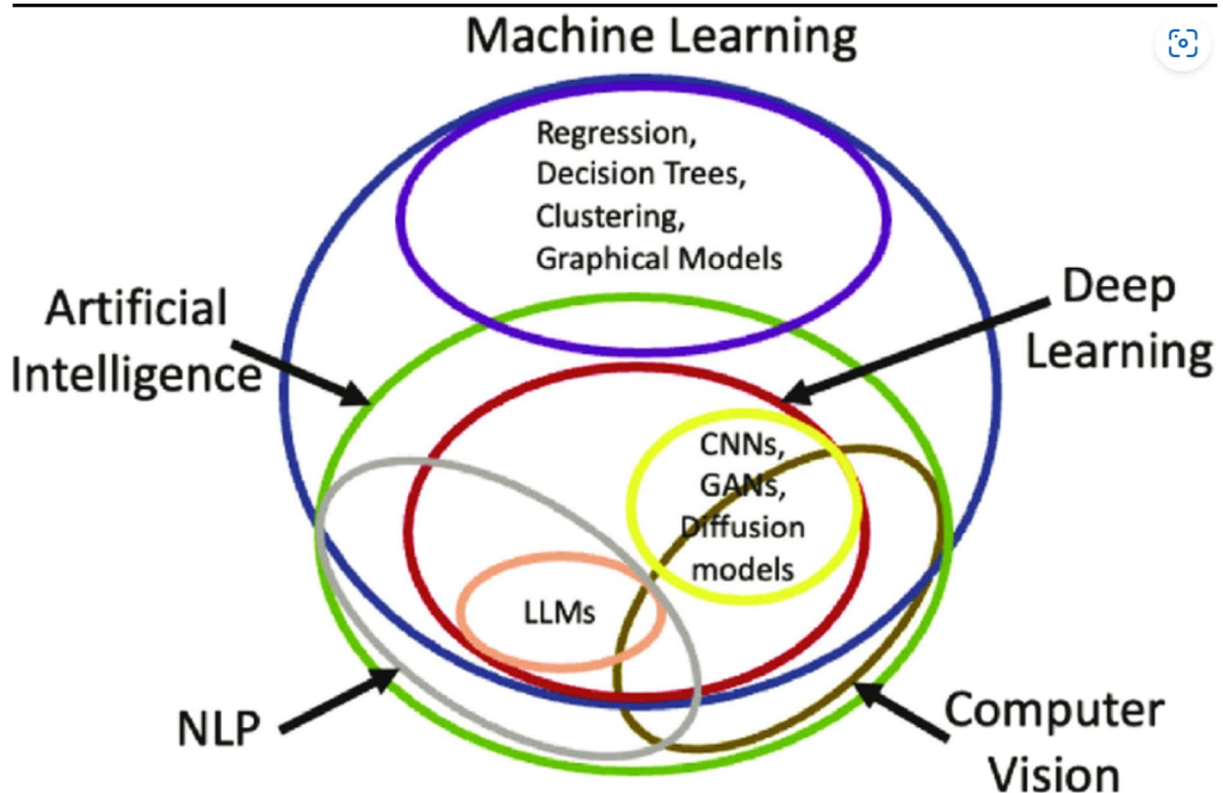 Machine Learning
Regression,
Decision Trees,
Clustering,
Graphical Models
Artificial
Intelligence
Deep
Learning
CNNs,
GANs,
Diffusion
models
LLMs
NLP
Computer
Vision